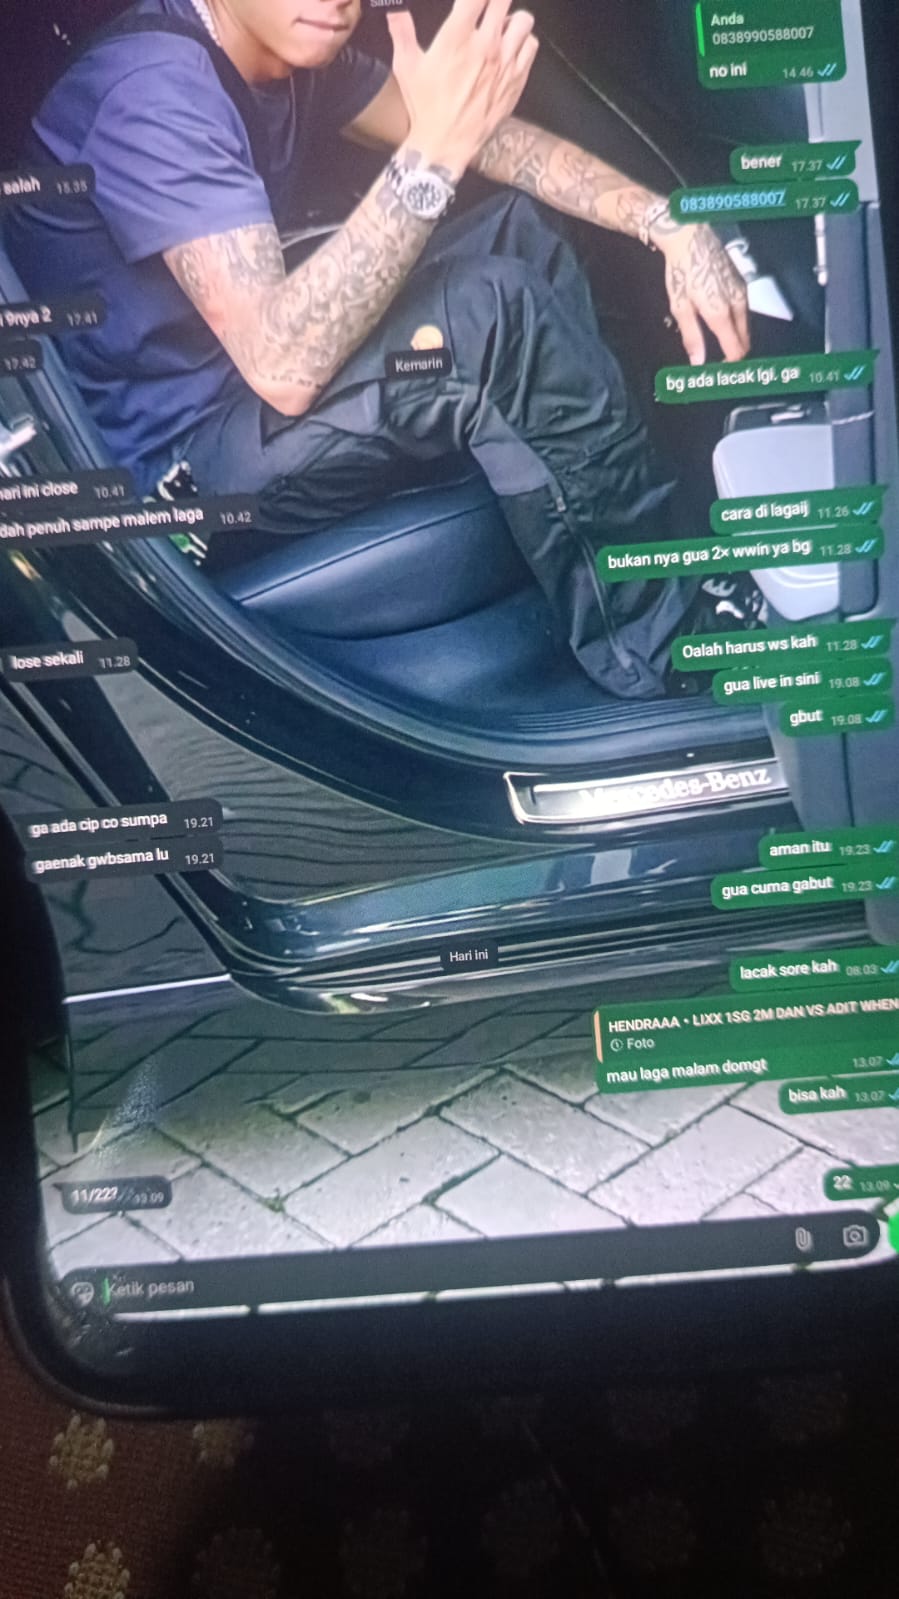 Sabtu
Anda
0838990588007
no ini 14.46
salah 15.35
bener 17.37
083890588007 17.37
9nya 2 17.41
17.42
Kemarin
bg ada lacak lgi. ga 10.41
hari ini close 10.41
dah penuh sampe malem laga 10.42
cara di lagaij 11.26
bukan nya gua 2× wwin ya bg 11.28
lose sekali 11.28
Oalah harus ws kah 11.28
gua live in sini 19.08
gbut 19.08
Mercedes-Benz
ga ada cip co sumpa 19.21
gaenak gwbsama lu 19.21
aman itu 19.23
gua cuma gabut 19.23
Hari ini
lacak sore kah 08.03
HENDRAAA • LIXX 1SG 2M DAN VS ADIT WHEN
Foto
mau laga malam domgt 13.07
bisa kah 13.07
11/22? 13.09
22 13.09
Ketik pesan